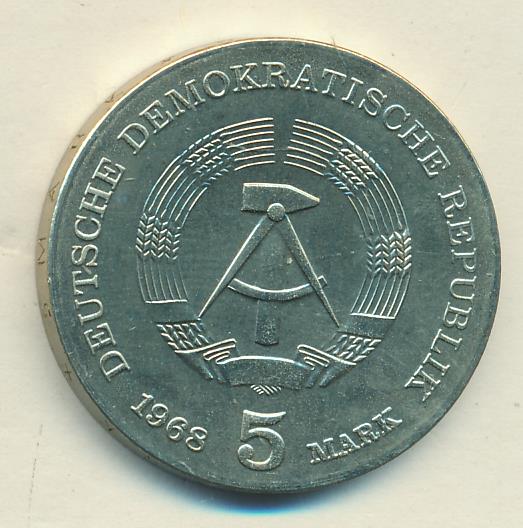 DEUTSCHE DEMOKRATISCHE REPUBLIK
1968 5 MARK